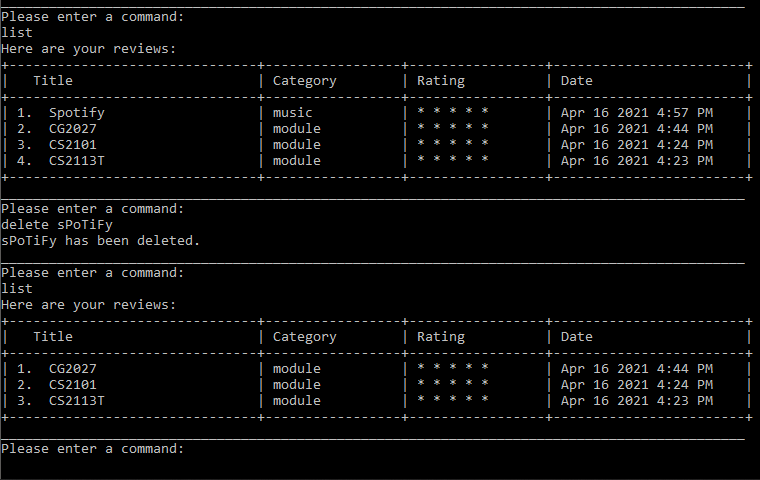 Please enter a command:
list
Here are your reviews:
+-------------------------------+-----------------+-----------------+------------------------+
|   Title                       | Category        | Rating          | Date                   |
+-------------------------------+-----------------+-----------------+------------------------+
| 1.  Spotify                   | music           | * * * * *       | Apr 16 2021 4:57 PM    |
| 2.  CG2027                    | module          | * * * * *       | Apr 16 2021 4:44 PM    |
| 3.  CS2101                    | module          | * * * * *       | Apr 16 2021 4:24 PM    |
| 4.  CS2113T                   | module          | * * * * *       | Apr 16 2021 4:23 PM    |
+-------------------------------+-----------------+-----------------+------------------------+
Please enter a command:
delete sPoTiFy
sPoTiFy has been deleted.
Please enter a command:
list
Here are your reviews:
+-------------------------------+-----------------+-----------------+------------------------+
|   Title                       | Category        | Rating          | Date                   |
+-------------------------------+-----------------+-----------------+------------------------+
| 1.  CG2027                    | module          | * * * * *       | Apr 16 2021 4:44 PM    |
| 2.  CS2101                    | module          | * * * * *       | Apr 16 2021 4:24 PM    |
| 3.  CS2113T                   | module          | * * * * *       | Apr 16 2021 4:23 PM    |
+-------------------------------+-----------------+-----------------+------------------------+
Please enter a command: